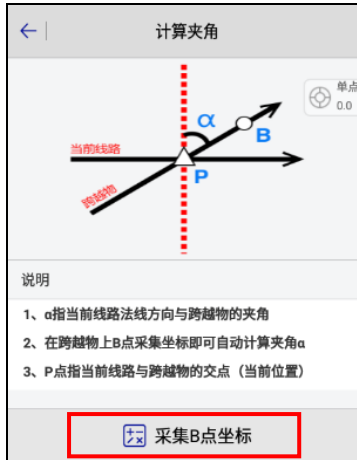 计算夹角
单点
0.0
α
B
当前线路
P
跨越物
说明
1、α指当前线路法线方向与跨越物的夹角
2、在跨越物上B点采集坐标即可自动计算夹角α
3、P点指当前线路与跨越物的交点（当前位置）
采集B点坐标